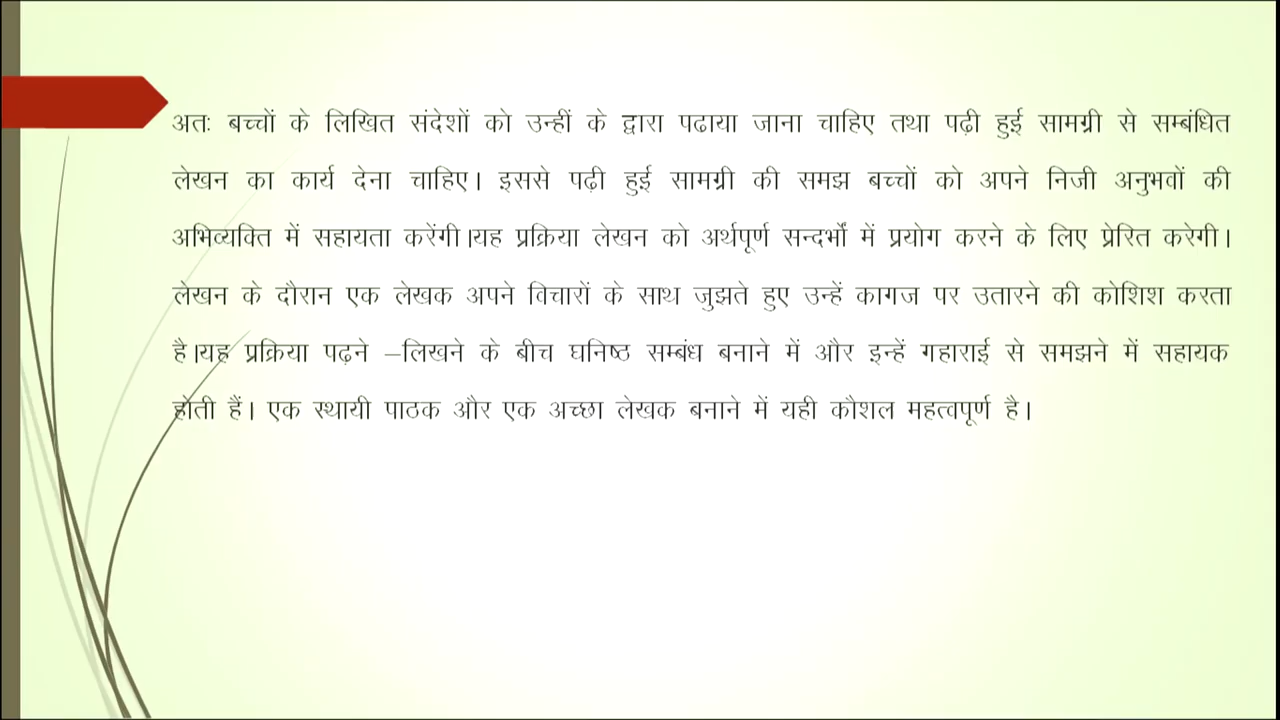 अतः बच्चों के लिखित संदेशों को उन्हीं के द्वारा पढाया जाना चाहिए तथा पढ़ी हुई सामग्री से सम्बंधित
लेखन का कार्य देना चाहिए। इससे पढ़ी हुई सामग्री की समझ बच्चों को अपने निजी अनुभवों की
अभिव्यक्ति में सहायता करेंगी।यह प्रक्रिया लेखन को अर्थपूर्ण सन्दर्भों में प्रयोग करने के लिए प्रेरित करेगी।
लेखन के दौरान एक लेखक अपने विचारों के साथ जुझते हुए उन्हें कागज पर उतारने की कोशिश करता
है।यह प्रक्रिया पढ़ने –लिखने के बीच घनिष्ठ सम्बंध बनाने में और इन्हें गहाराई से समझने में सहायक
होती हैं। एक स्थायी पाठक और एक अच्छा लेखक बनाने में यही कौशल महत्वपूर्ण है।